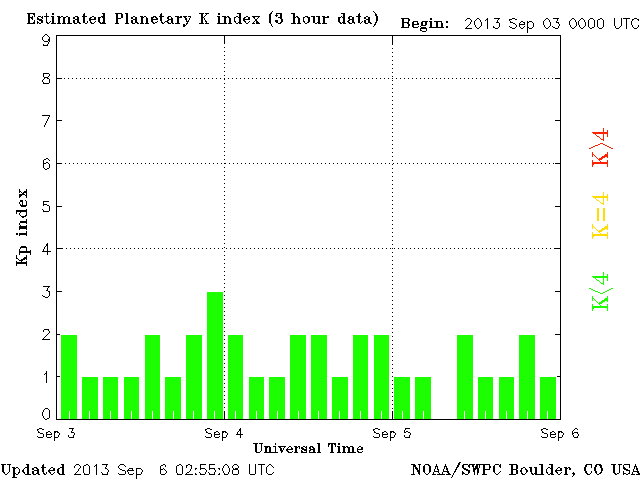 Estimated Planetary K index (3 hour data) Begin: 2013 Sep 03 0000 UTC
9
8
7
6
5
4
3
2
1
0
Kp index
Sep 3 Sep 4 Sep 5 Sep 6
Universal Time
K<4 K=4 K>4
Updated 2013 Sep  6 02:55:08 UTC NOAA/SWPC Boulder, CO USA